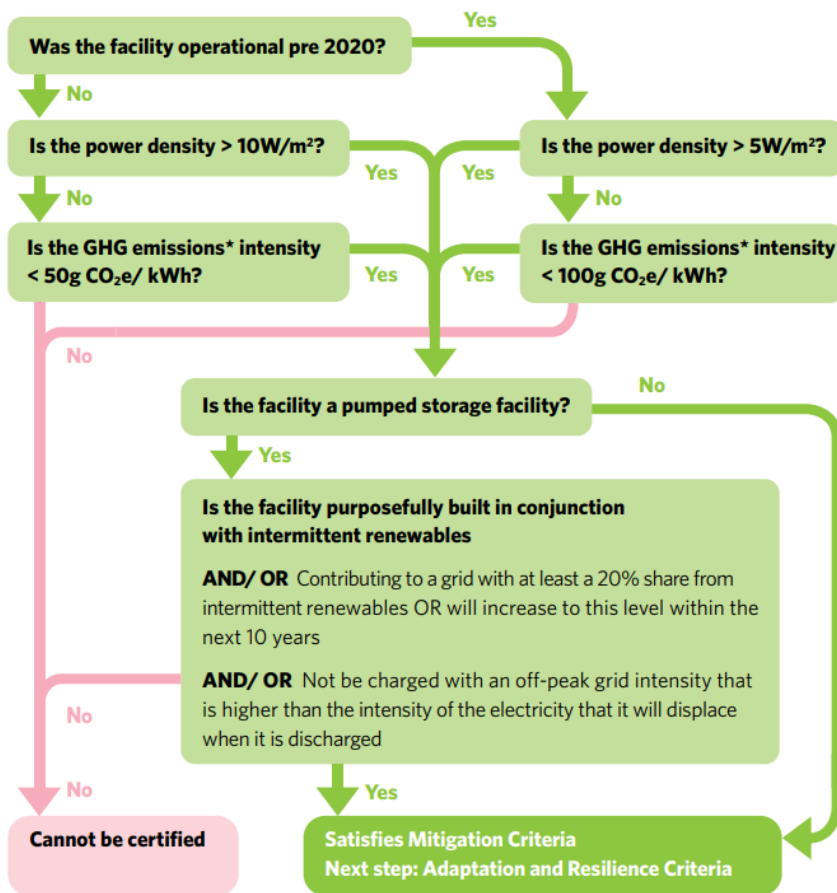 Was the facility operational pre 2020?
Yes
No
Is the power density > 10W/m²?
Yes
Yes
Is the power density > 5W/m²?
No
No
Is the GHG emissions* intensity
< 50g CO₂e/ kWh?
Yes
Yes
Is the GHG emissions* intensity
< 100g CO₂e/ kWh?
No
Is the facility a pumped storage facility?
No
Yes
Is the facility purposefully built in conjunction
with intermittent renewables
AND/ OR Contributing to a grid with at least a 20% share from
intermittent renewables OR will increase to this level within the
next 10 years
AND/ OR Not be charged with an off-peak grid intensity that
is higher than the intensity of the electricity that it will displace
when it is discharged
No
No
Yes
Cannot be certified
Satisfies Mitigation Criteria
Next step: Adaptation and Resilience Criteria